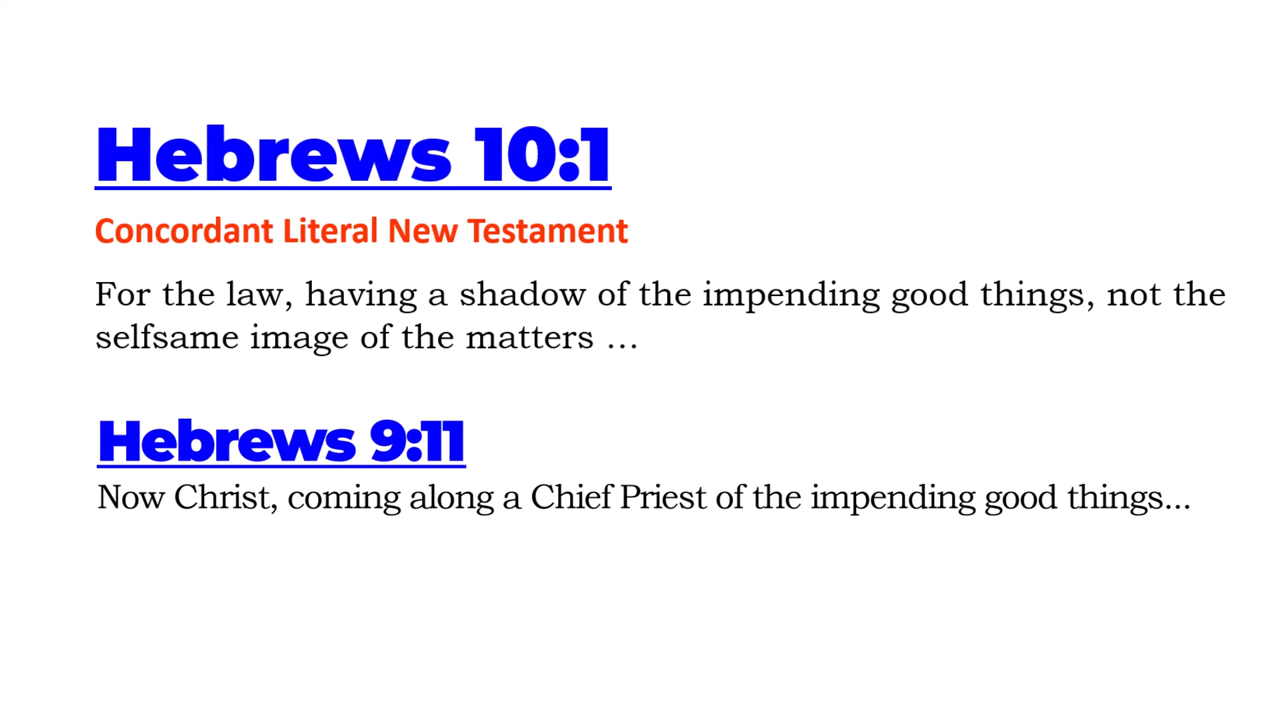 Hebrews 10:1
Concordant Literal New Testament
For the law, having a shadow of the impending good things, not the
selfsame image of the matters …
Hebrews 9:11
Now Christ, coming along a Chief Priest of the impending good things...